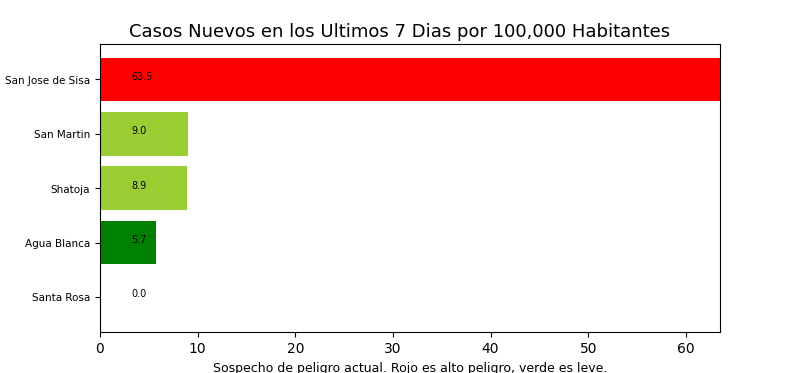 Casos Nuevos en los Ultimos 7 Dias por 100,000 Habitantes
San Jose de Sisa 63.5
San Martin 9.0
Shatoja 8.9
Agua Blanca 5.7
Santa Rosa 0.0
0 10 20 30 40 50 60
Sospecho de peligro actual. Rojo es alto peligro, verde es leve.